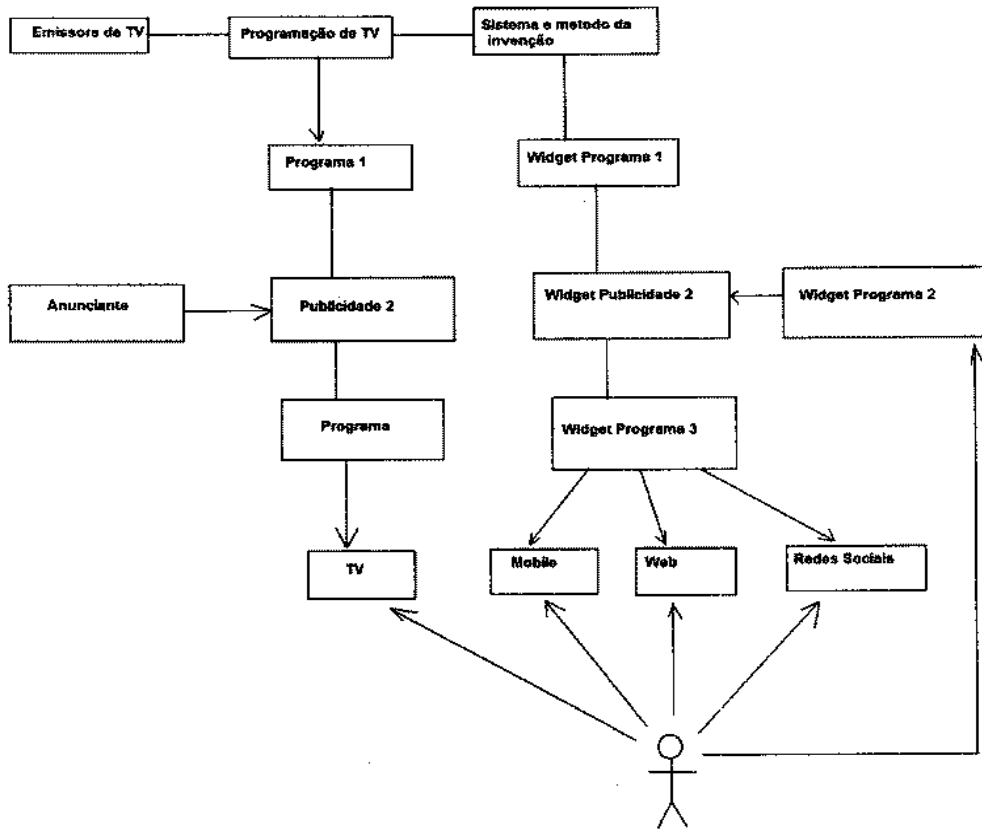 Emissora de TV
Programação de TV
Sistema e metodo da
invenção
Programa 1
Widget Programa 1
Anunciante
Publicidade 2
Widget Publicidade 2
Widget Programa 2
Programa
Widget Programa 3
TV
Mobile
Web
Redes Sociais